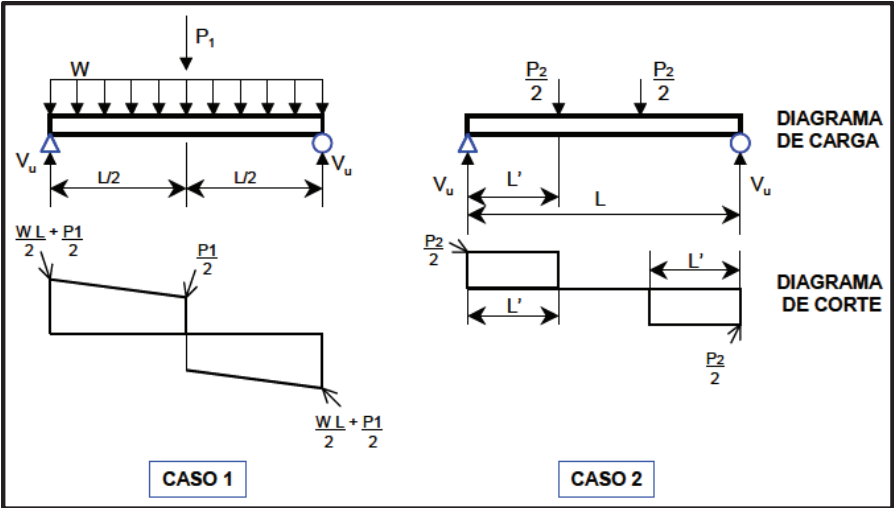 P1
W
Vu
Vu
L/2
L/2
W L + P1
2 2
P1
2
W L + P1
2 2
CASO 1
P2
2
P2
2
DIAGRAMA
DE CARGA
Vu
L'
L
Vu
P2
2
L'
L'
DIAGRAMA
DE CORTE
P2
2
CASO 2